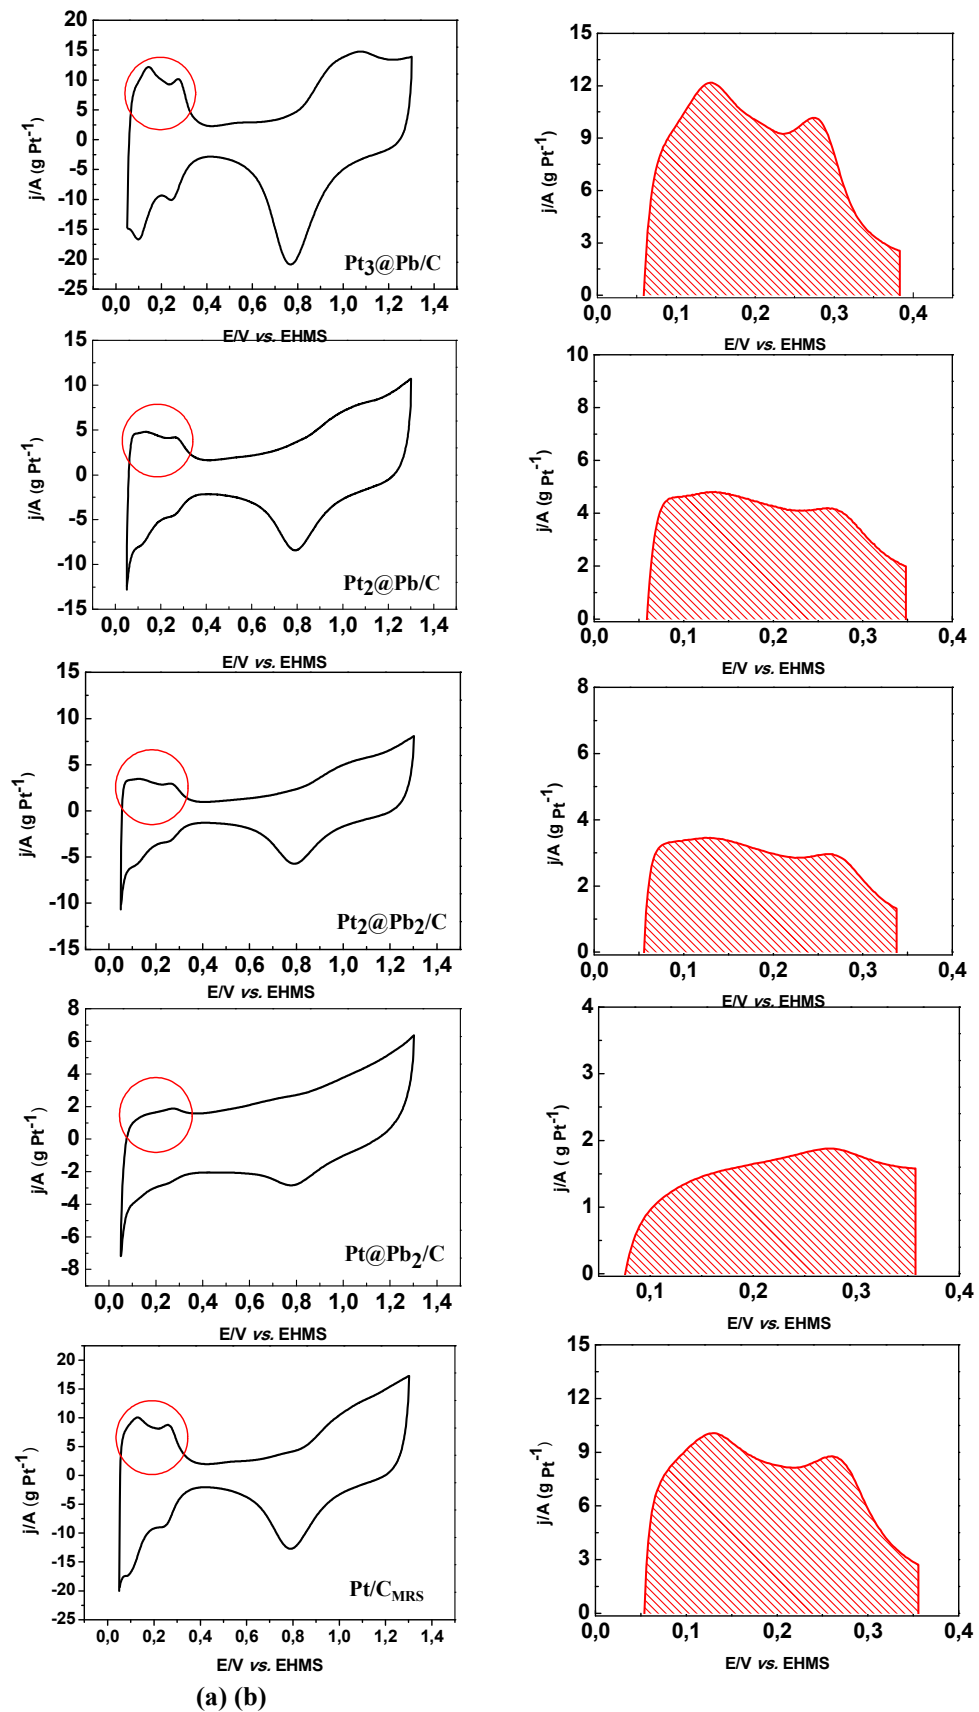 20
15
10
5
0
-5
-10
-15
-20
-25
j/A (g Pt-1)
Pt3@Pb/C
0,0 0,2 0,4 0,6 0,8 1,0 1,2 1,4
E/V vs. EHMS
15
12
9
6
3
0
j/A (g Pt-1)
0,0 0,1 0,2 0,3 0,4
E/V vs. EHMS
15
10
5
0
-5
-10
-15
j/A (g Pt-1)
Pt2@Pb/C
0,0 0,2 0,4 0,6 0,8 1,0 1,2 1,4
E/V vs. EHMS
10
8
6
4
2
0
j/A (g Pt-1)
0,0 0,1 0,2 0,3 0,4
E/V vs. EHMS
15
10
5
0
-5
-10
-15
j/A (g Pt-1)
Pt2@Pb2/C
0,0 0,2 0,4 0,6 0,8 1,0 1,2 1,4
E/V vs. EHMS
8
6
4
2
0
j/A (g Pt-1)
0,0 0,1 0,2 0,3 0,4
E/V vs. EHMS
8
6
4
2
0
-2
-4
-6
-8
j/A (g Pt-1)
Pt@Pb2/C
0,0 0,2 0,4 0,6 0,8 1,0 1,2 1,4
E/V vs. EHMS
4
3
2
1
0
j/A ( g Pt-1)
0,1 0,2 0,3 0,4
E/V vs. EHMS
20
15
10
5
0
-5
-10
-15
-20
-25
j/A (g Pt-1)
Pt/CMRS
0,0 0,2 0,4 0,6 0,8 1,0 1,2 1,4
E/V vs. EHMS
15
12
9
6
3
0
j/A (g Pt-1)
0,0 0,1 0,2 0,3 0,4
E/V vs. EHMS
(a) (b)